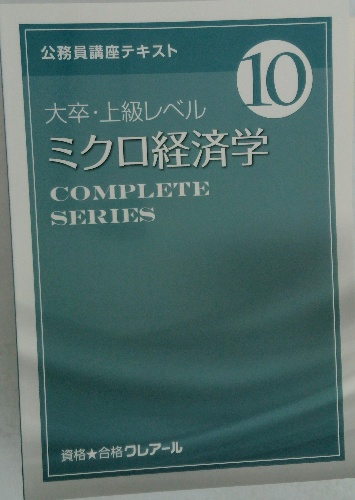 公務員講座テキスト
10
大卒・上級レベル
ミクロ経済学
COMPLETE
SERIES
資格★合格クレアール